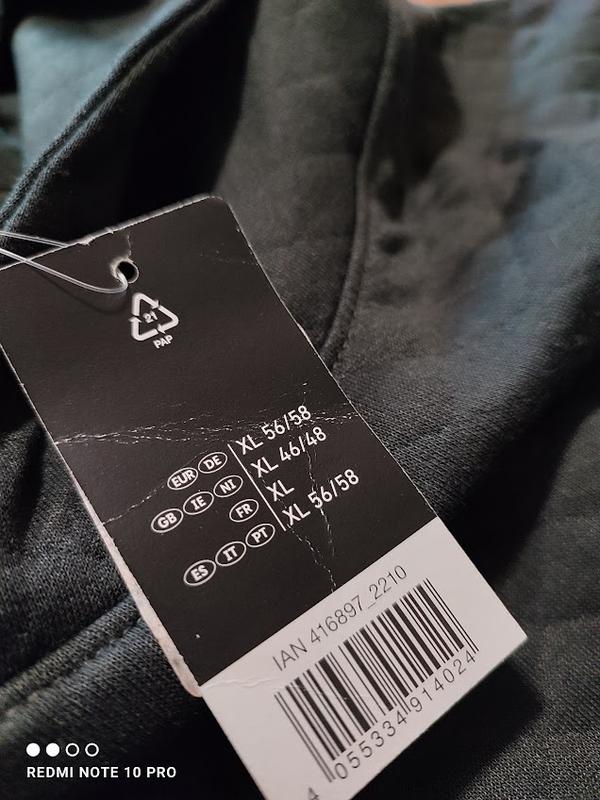 21
PAP
EUR DE XL 56/58
GB IE NI XL 46/48
FR XL
ES IT PT XL 56/58
IAN 416897_2210
4 055334 914024
REDMI NOTE 10 PRO